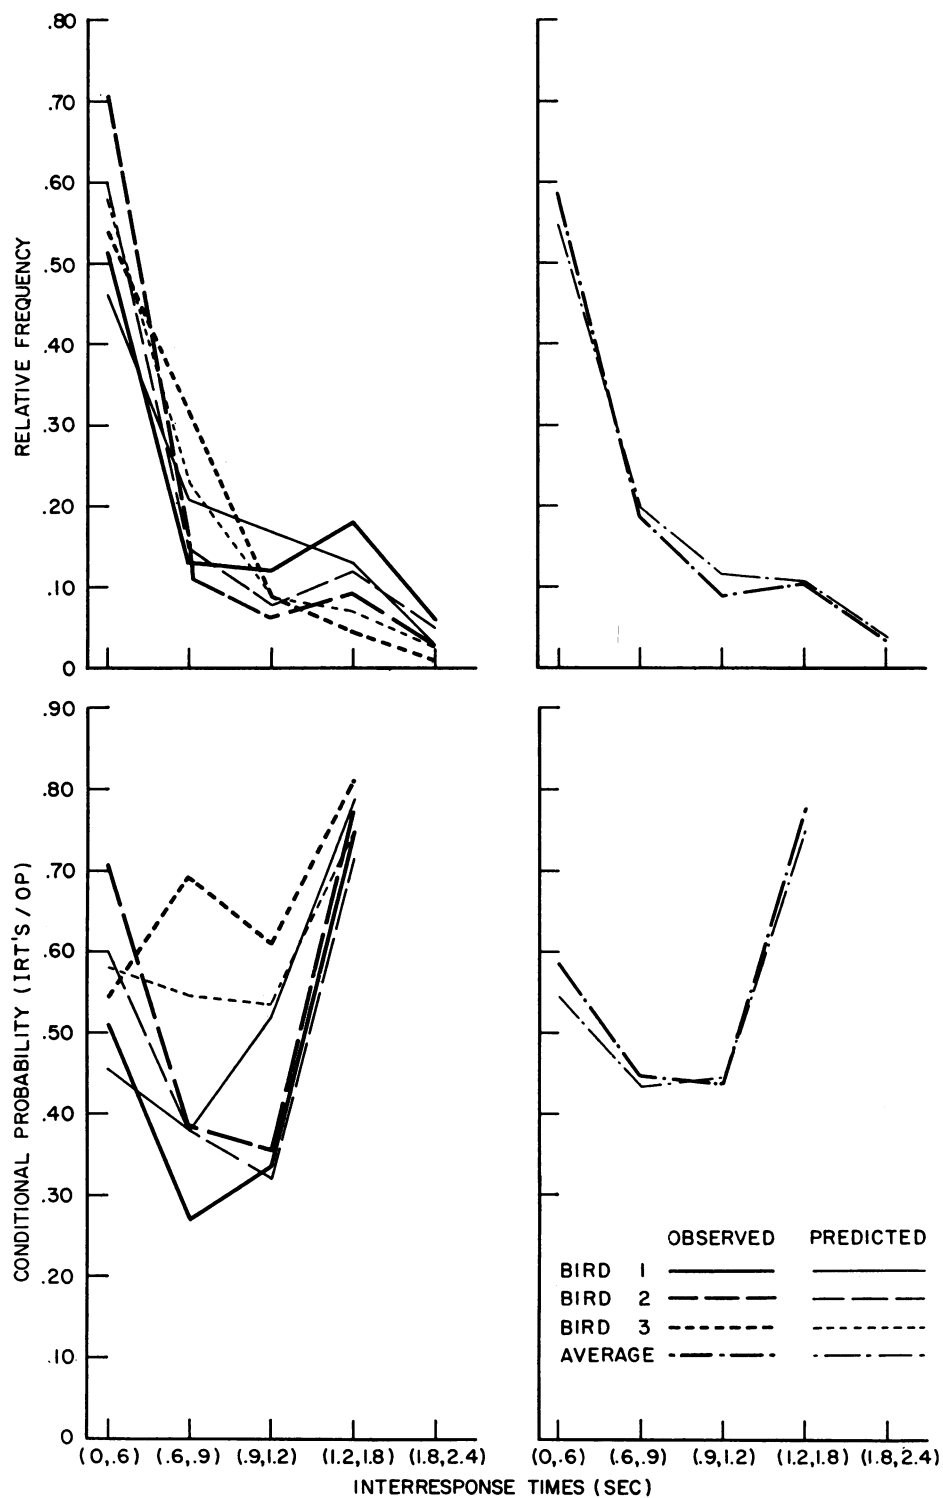 .80
.70
.60
.50
.40
.30
.20
.10
0
RELATIVE FREQUENCY
.90
.80
.70
.60
.50
.40
.30
.20
.10
0
CONDITIONAL PROBABILITY (IRT'S / OP)
OBSERVED PREDICTED
BIRD 1
BIRD 2
BIRD 3
AVERAGE
(0,.6) (.6,.9) (.9,1.2) (1.2,1.8) (1.8,2.4)
(0,.6) (.6,.9) (.9,1.2) (1.2,1.8) (1.8,2.4)
INTERRESPONSE TIMES (SEC)